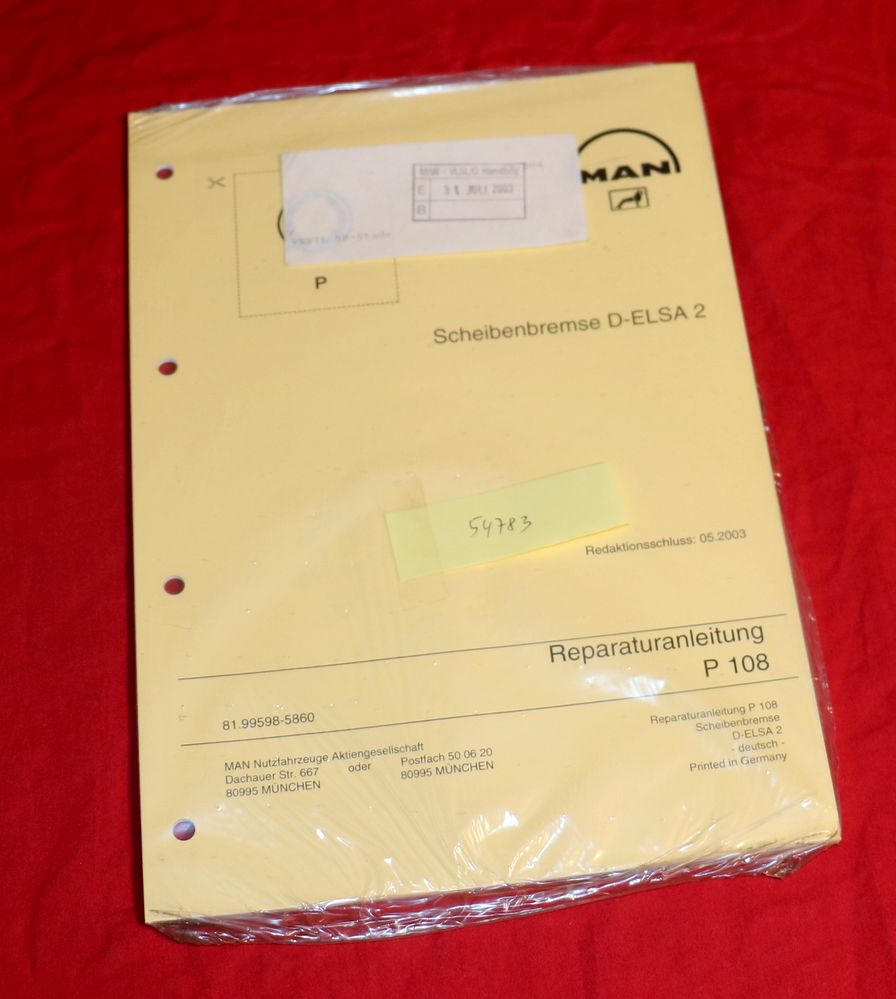 MAN
MAN - VLSL/G Hamburg
E 31. JULI 2003
B
P
Scheibenbremse D-ELSA 2
54783
Redaktionsschluss: 05.2003
Reparaturanleitung
P 108
81.99598-5860
MAN Nutzfahrzeuge Aktiengesellschaft
Dachauer Str. 667 oder Postfach 50 06 20
80995 MÜNCHEN 80995 MÜNCHEN
Reparaturanleitung P 108
Scheibenbremse
D-ELSA 2
- deutsch -
Printed in Germany